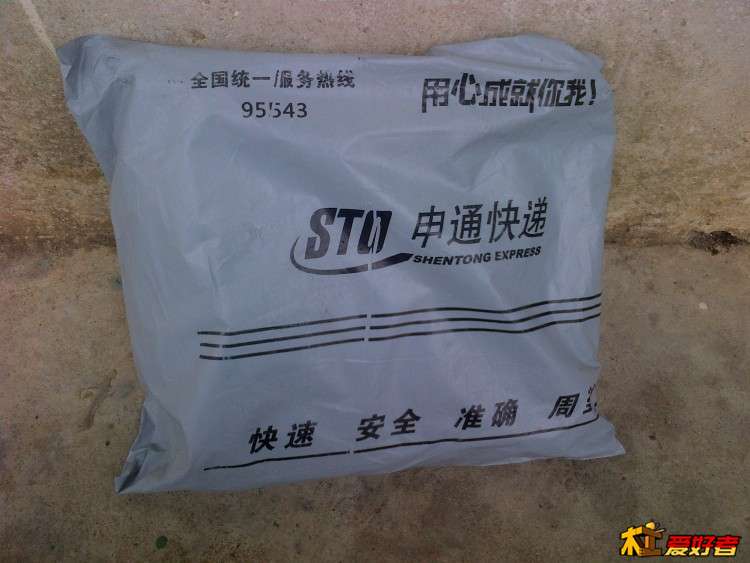 全国统一服务热线
95543
用心成就你我!
STO 申通快递
SHENTONG EXPRESS
快速 安全 准确 周
木工爱好者